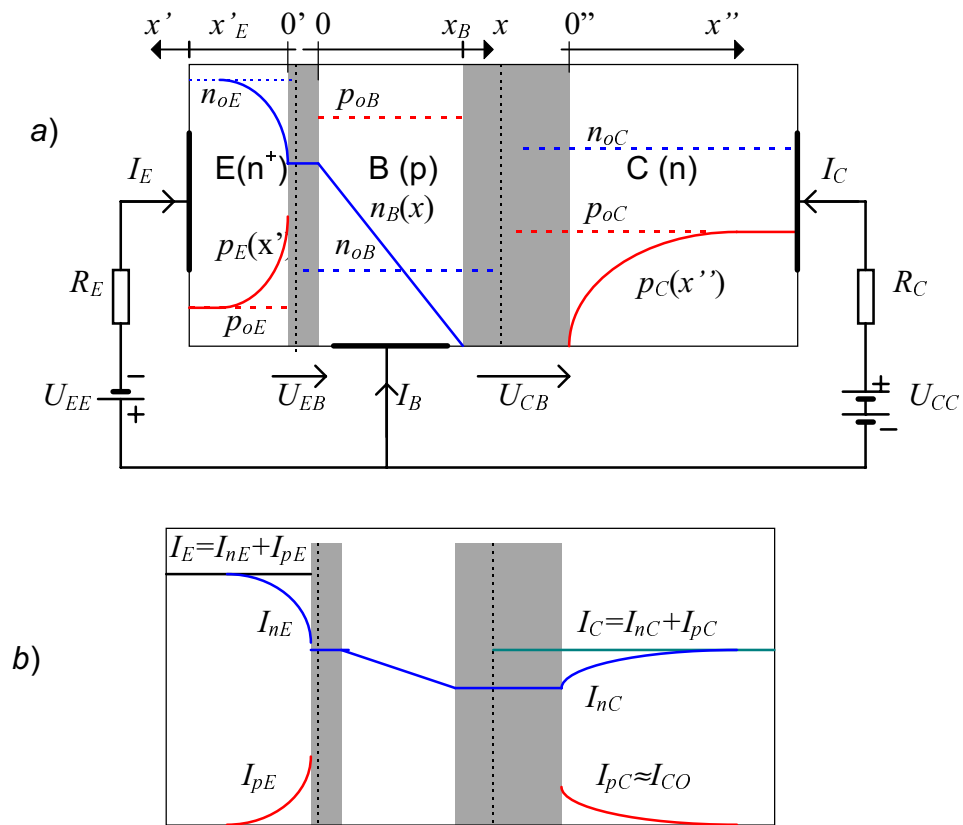 x' x'E 0' 0 xB x 0'' x''
a)
noE poB noC
IE E(n+) B (p) C (n) IC
nB(x) poC
pE(x') noB pC(x'')
RE RC
poE
UEE - + UEB IB UCB + − UCC
IE=InE+IpE
InE IC=InC+IpC
b)
InC
IpE IpC≈ICO